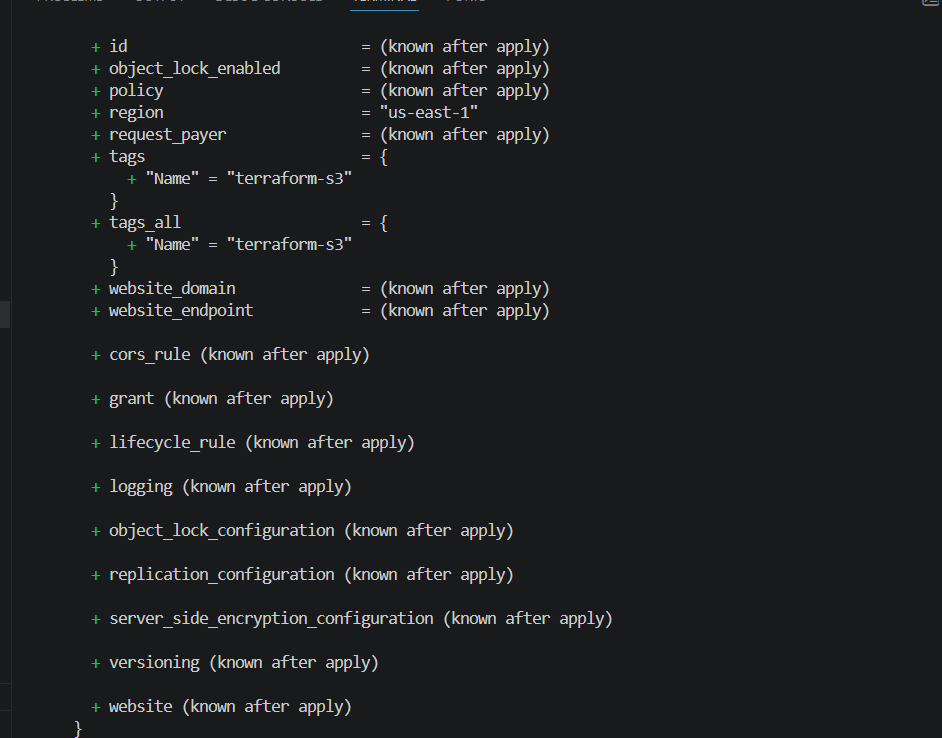 TERMINAL
+ id = (known after apply)
+ object_lock_enabled = (known after apply)
+ policy = (known after apply)
+ region = "us-east-1"
+ request_payer = (known after apply)
+ tags = {
+ "Name" = "terraform-s3"
}
+ tags_all = {
+ "Name" = "terraform-s3"
}
+ website_domain = (known after apply)
+ website_endpoint = (known after apply)
+ cors_rule (known after apply)
+ grant (known after apply)
+ lifecycle_rule (known after apply)
+ logging (known after apply)
+ object_lock_configuration (known after apply)
+ replication_configuration (known after apply)
+ server_side_encryption_configuration (known after apply)
+ versioning (known after apply)
+ website (known after apply)
}